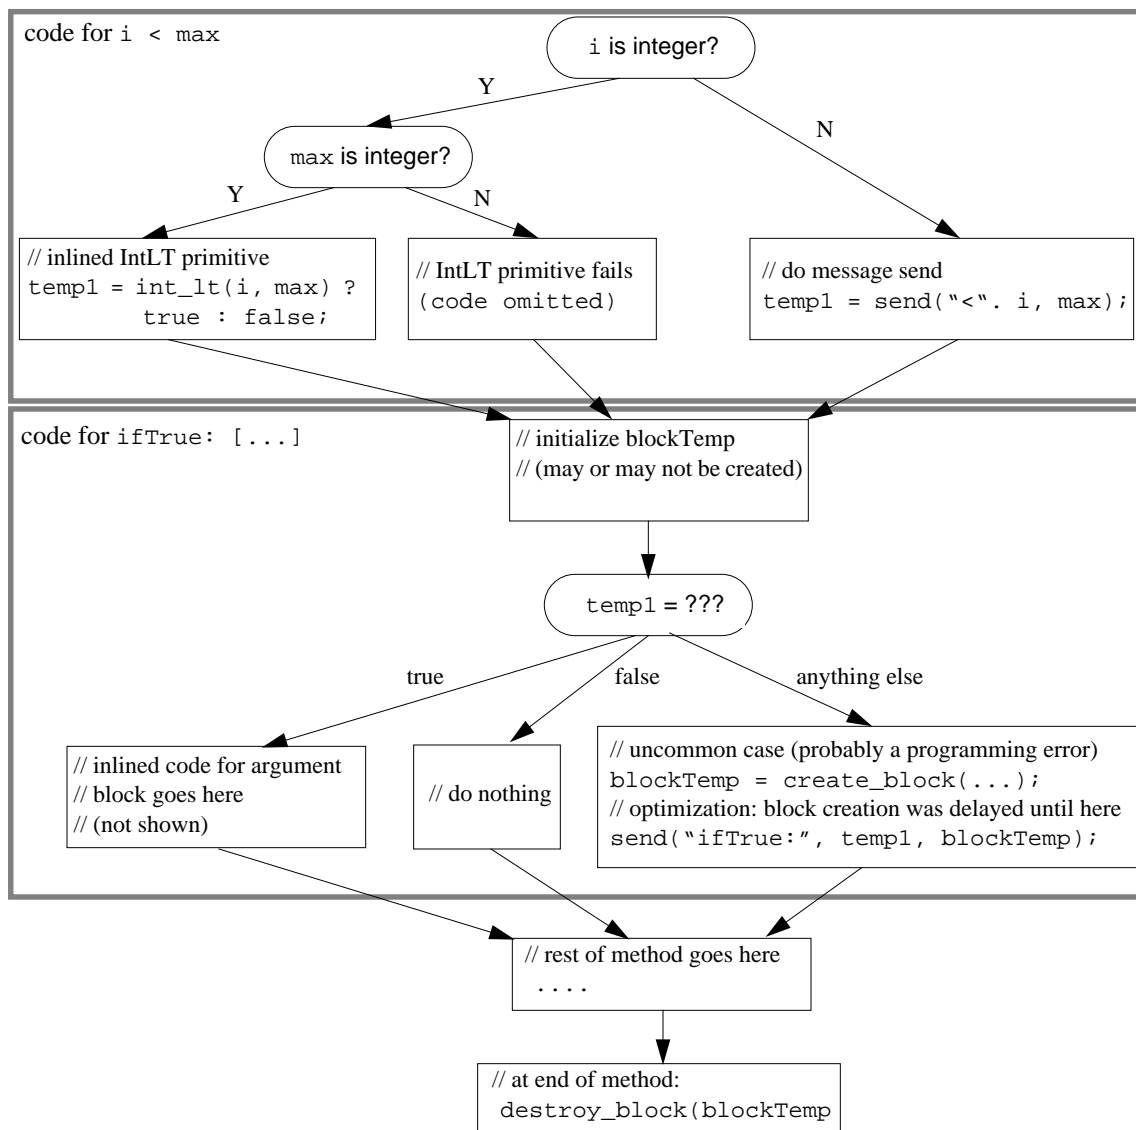 code for i < max
i is integer?
Y
N
max is integer?
Y
N
// inlined IntLT primitive
temp1 = int_lt(i, max) ?
true : false;
// IntLT primitive fails
(code omitted)
// do message send
temp1 = send(“<“. i, max);
code for ifTrue: [...]
// initialize blockTemp
// (may or may not be created)
temp1 = ???
true
false
anything else
// inlined code for argument
// block goes here
// (not shown)
// do nothing
// uncommon case (probably a programming error)
blockTemp = create_block(...);
// optimization: block creation was delayed until here
send(“ifTrue:”, temp1, blockTemp);
// rest of method goes here
....
// at end of method:
destroy_block(blockTemp